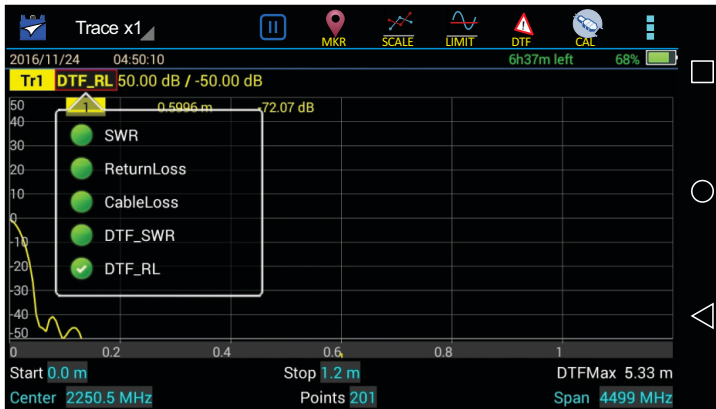 Trace x1
MKR SCALE LIMIT DTF CAL
2016/11/24 04:50:10 6h37m left 68%
Tr1 DTF_RL 50.00 dB / -50.00 dB
50 1 0.5996 m -72.07 dB
40
30 SWR
20 ReturnLoss
10 CableLoss
0 DTF_SWR
-10
-20 DTF_RL
-30
-40
-50
0 0.2 0.4 0.6 0.8 1
Start 0.0 m Stop 1.2 m DTFMax 5.33 m
Center 2250.5 MHz Points 201 Span 4499 MHz